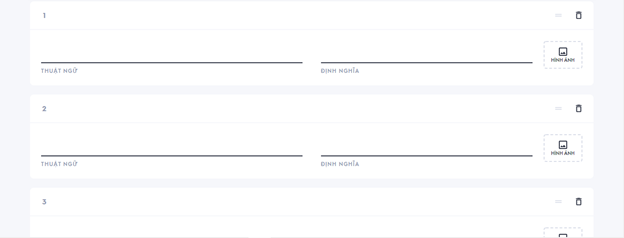 1
THUẬT NGỮ
ĐỊNH NGHĨA
HÌNH ẢNH
2
THUẬT NGỮ
ĐỊNH NGHĨA
HÌNH ẢNH
3